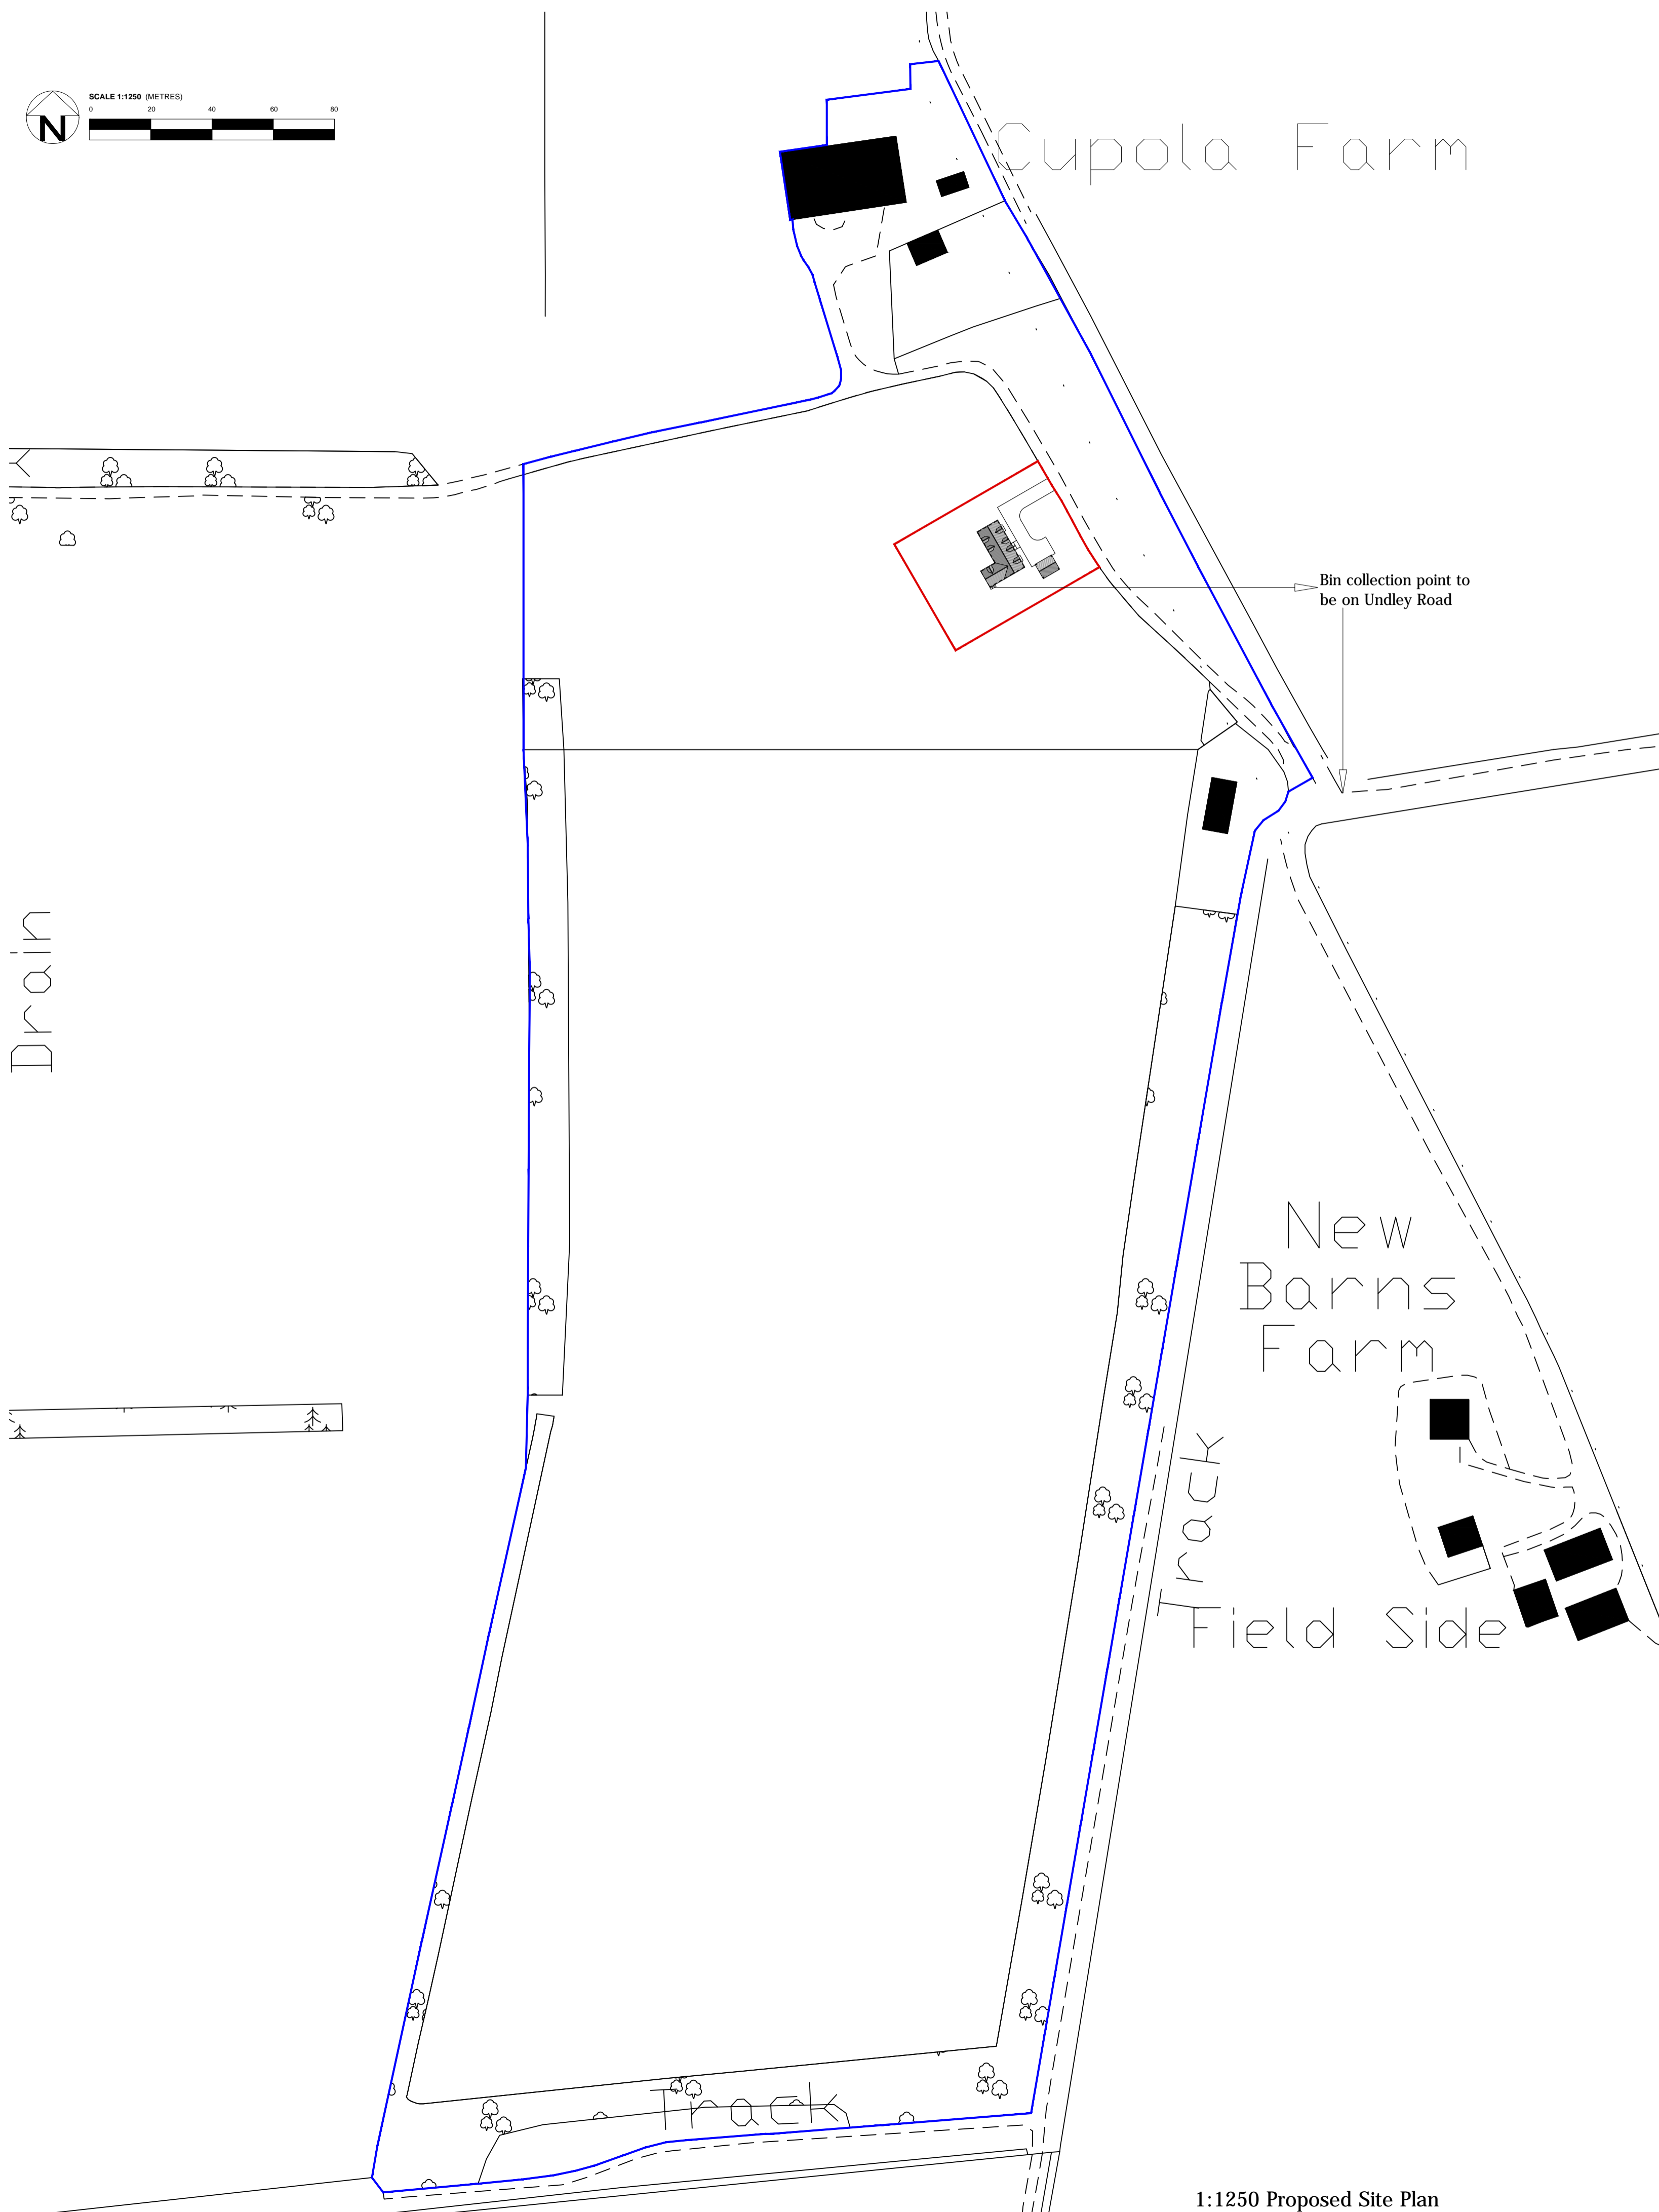 SCALE 1:1250 (METRES)
0 20 40 60 80
N
Cupola Farm
Bin collection point to
be on Undley Road
Drain
New
Barns
Farm
Track
Field Side
Track
1:1250 Proposed Site Plan